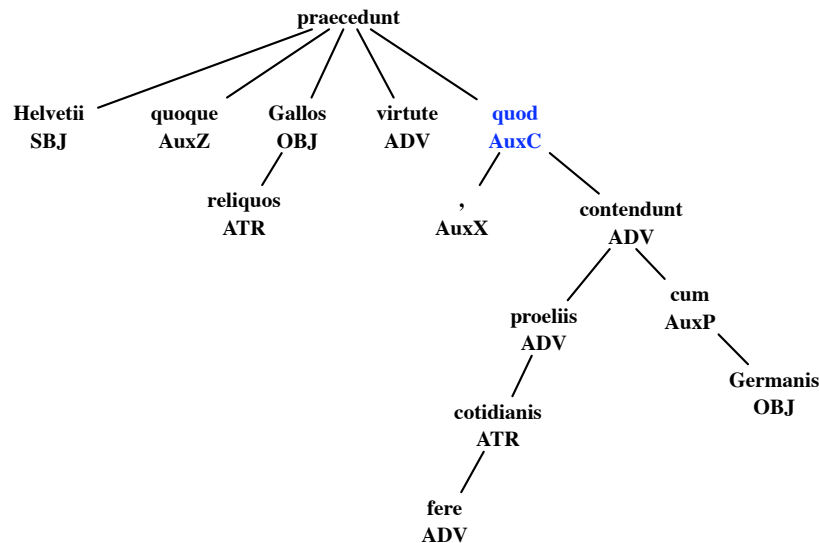 praecedunt
Helvetii quoque Gallos virtute quod
SBJ AuxZ OBJ ADV AuxC
reliquos , contendunt
ATR AuxX ADV
proeliis cum
ADV AuxP
cotidianis Germanis
ATR OBJ
fere
ADV